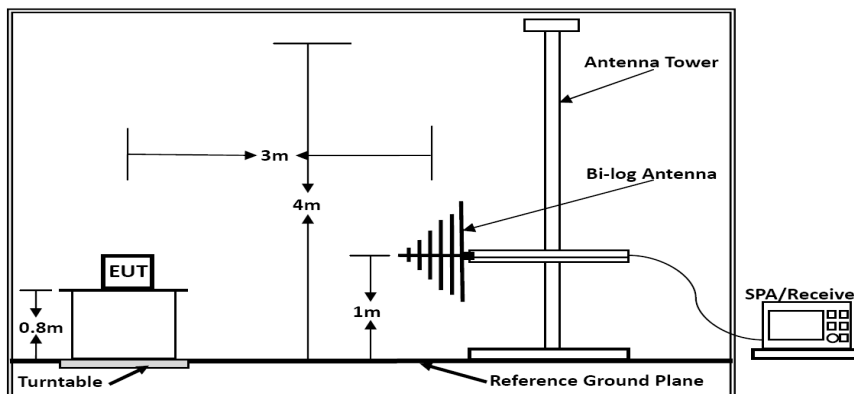 Antenna Tower
3m
Bi-log Antenna
4m
EUT
SPA/Receive
0.8m
1m
Turntable
Reference Ground Plane